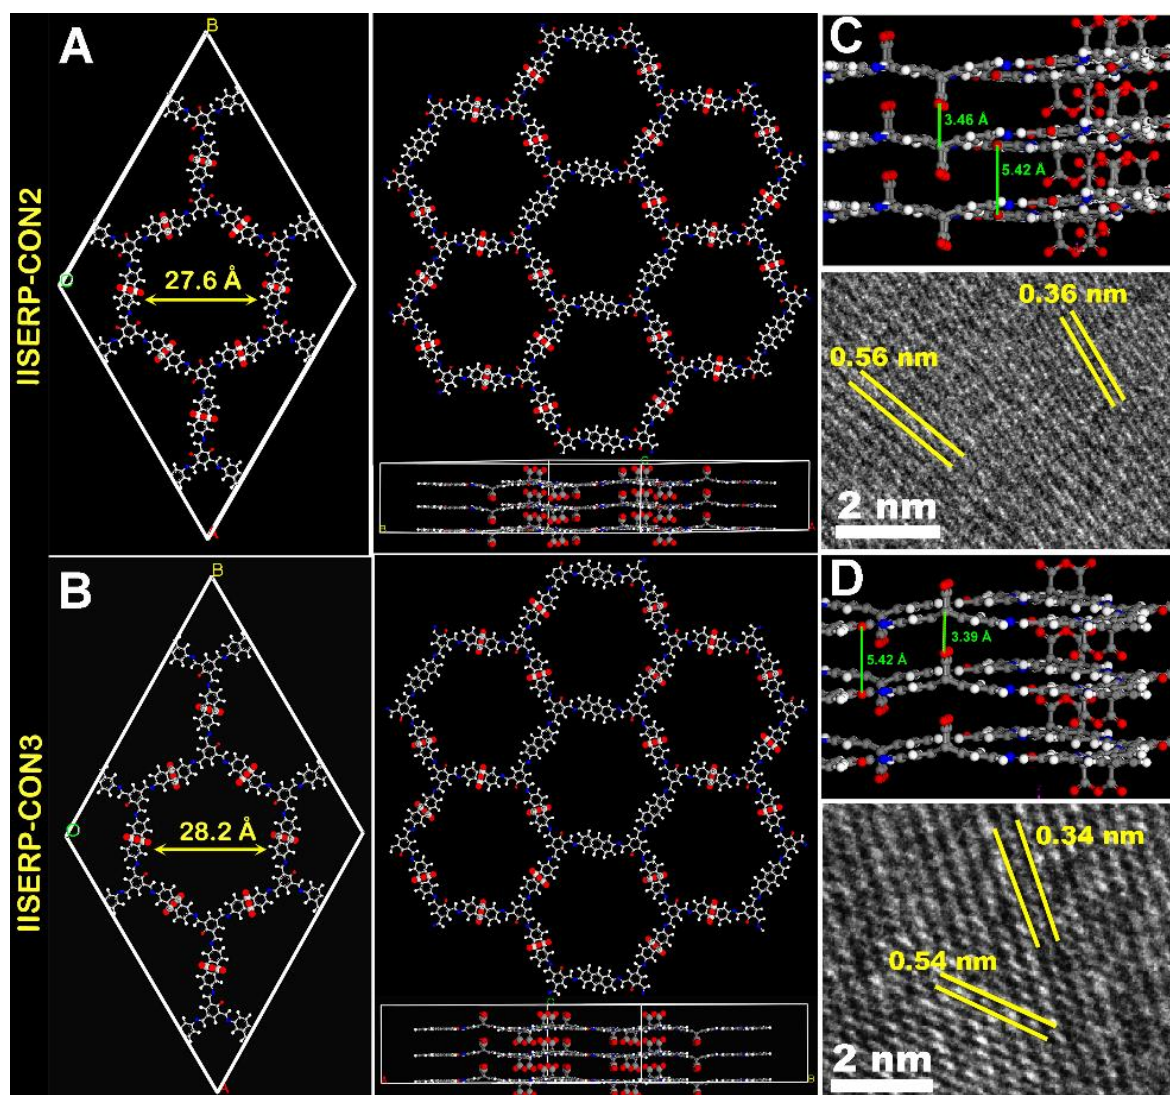 IISERP-CON2
A
B
O
27.6 Å
A
B
A
C
3.46 Å
5.42 Å
0.56 nm
0.36 nm
2 nm
IISERP-CON3
B
B
O
28.2 Å
A
A
B
D
5.42 Å
3.39 Å
0.34 nm
0.54 nm
2 nm